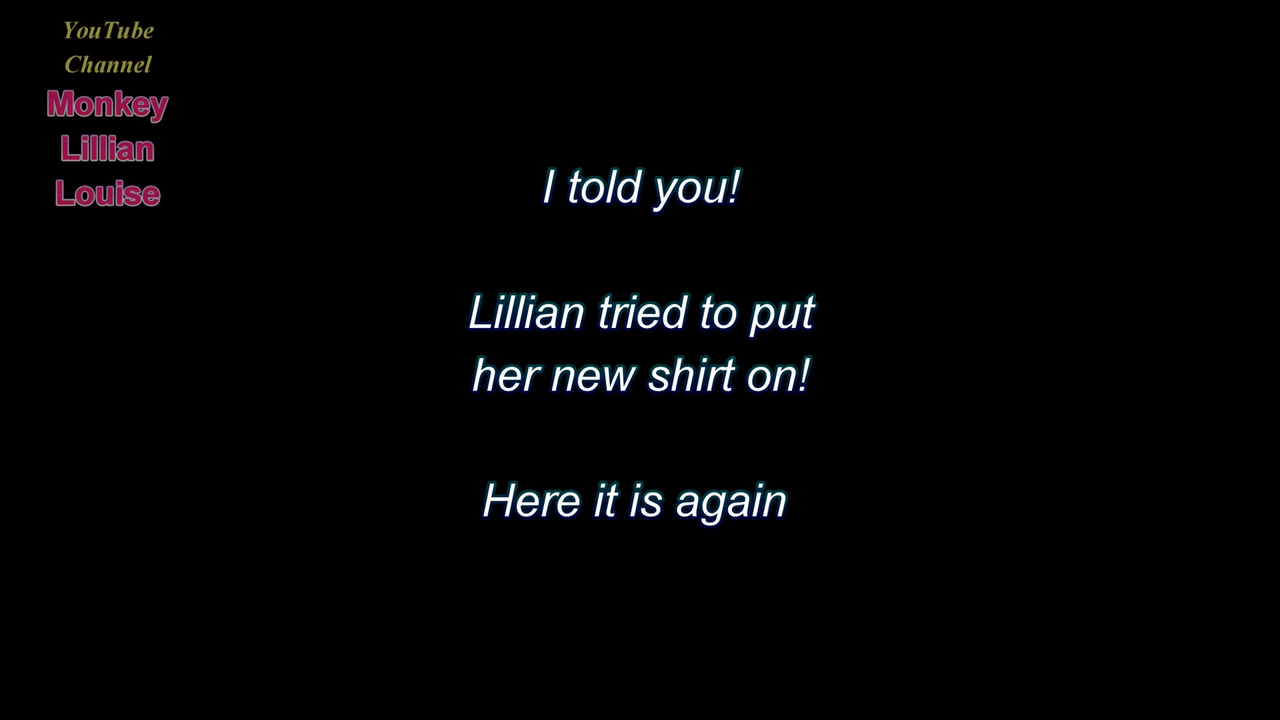 YouTube
Channel
Monkey
Lillian
Louise
I told you!
Lillian tried to put
her new shirt on!
Here it is again